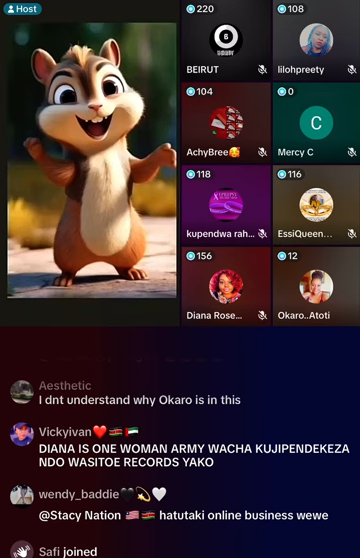 Host
220
108
BEIRUT
lilohpreety
104
0
C
AchyBree🥰
Mercy C
118
116
kupendwa rah...
EssiQueen...
156
12
Diana Rose...
Okaro..Atoti
Aesthetic
I dnt understand why Okaro is in this
Vickyivan❤️🇰🇪🇦🇪
DIANA IS ONE WOMAN ARMY WACHA KUJIPENDEKEZA
NDO WASITOE RECORDS YAKO
wendy_baddie🖤💫🤍
@Stacy Nation 🇺🇸🇰🇪 hatutaki online business wewe
Safi joined